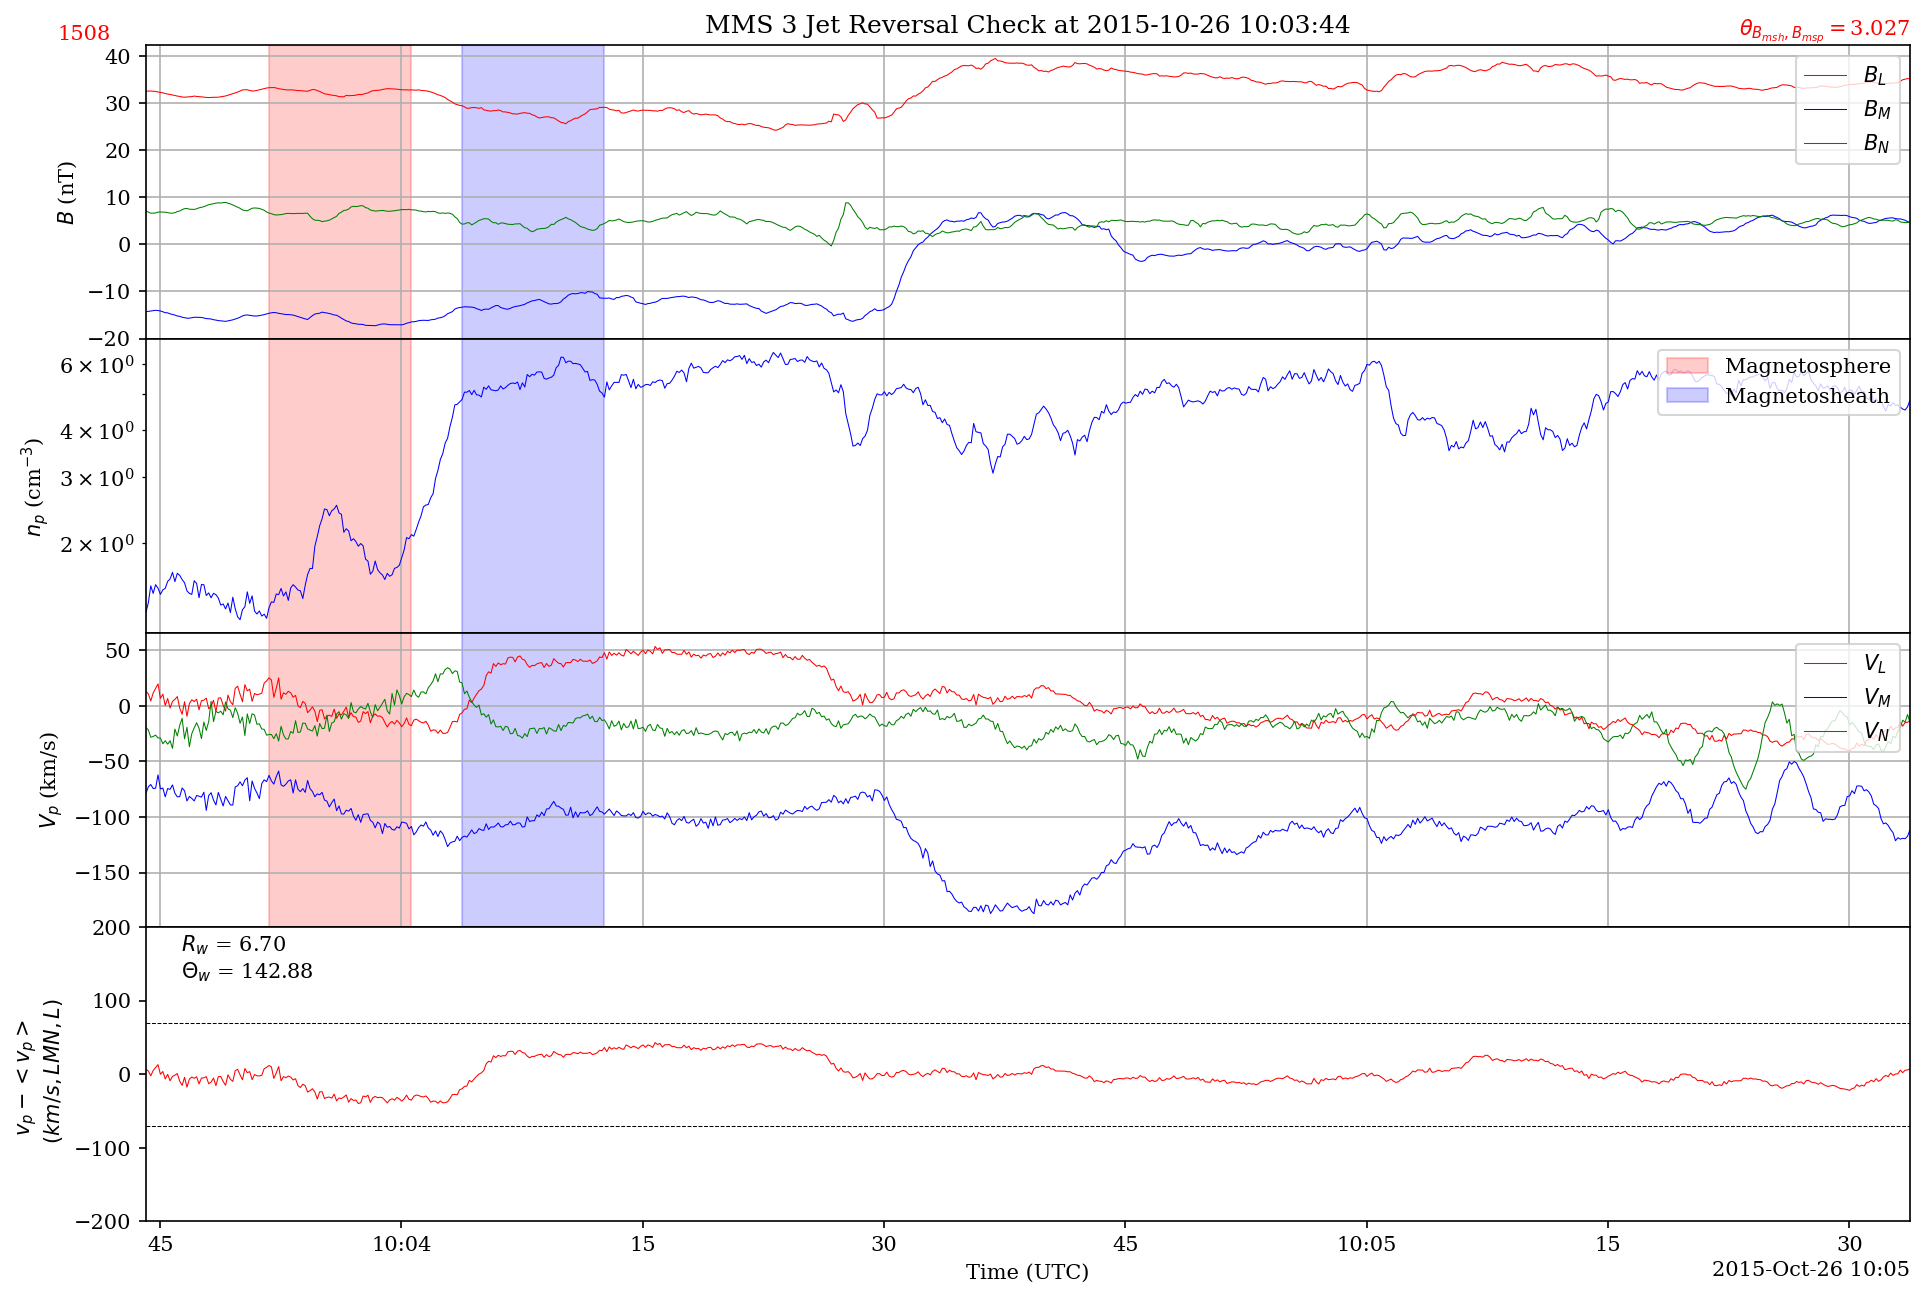 MMS 3 Jet Reversal Check at 2015-10-26 10:03:44
1508
θ_{B_{msh}, B_{msp}} = 3.027
40
30
20
10
0
−10
−20
B (nT)
B_L
B_M
B_N
6 × 10⁰
4 × 10⁰
3 × 10⁰
2 × 10⁰
n_p (cm⁻³)
Magnetosphere
Magnetosheath
50
0
−50
−100
−150
V_p (km/s)
V_L
V_M
V_N
200
100
0
−100
−200
v_p − < v_p >
(km/s, LMN, L)
R_w = 6.70
Θ_w = 142.88
45 10:04 15 30 45 10:05 15 30
Time (UTC)
2015-Oct-26 10:05